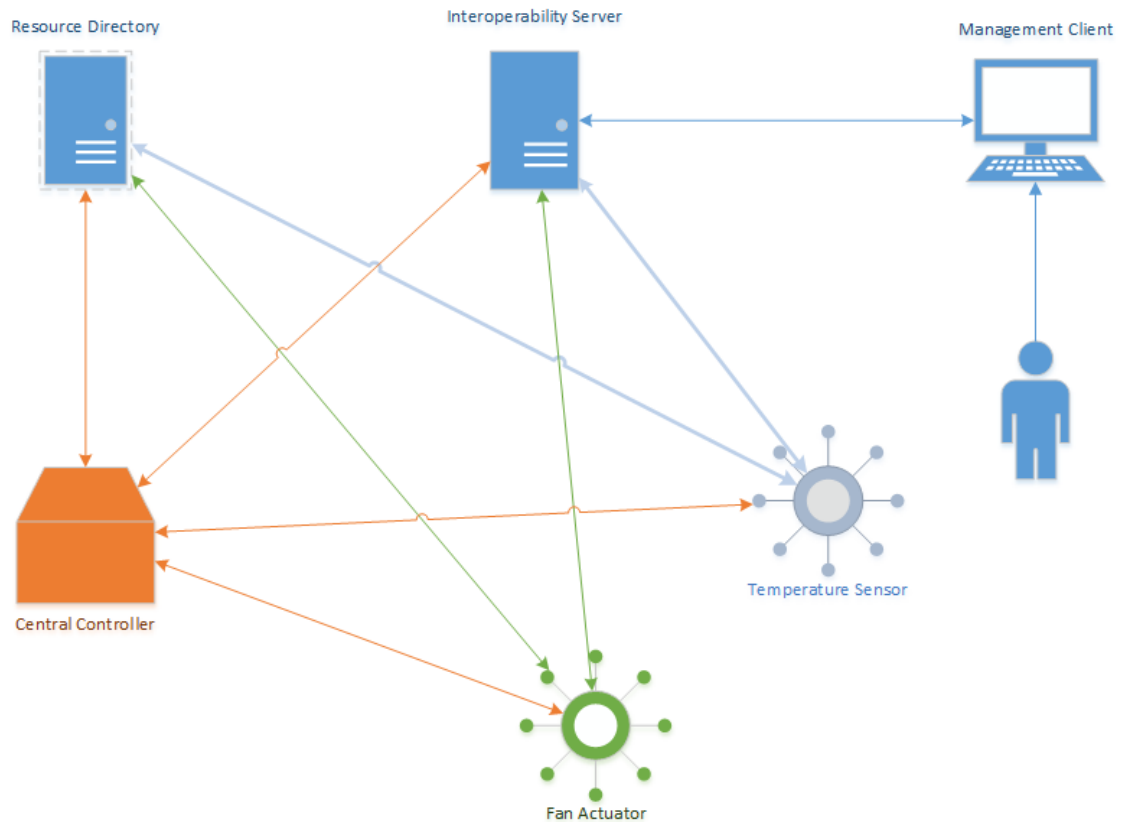 Resource Directory
Interoperability Server
Management Client
Temperature Sensor
Central Controller
Fan Actuator